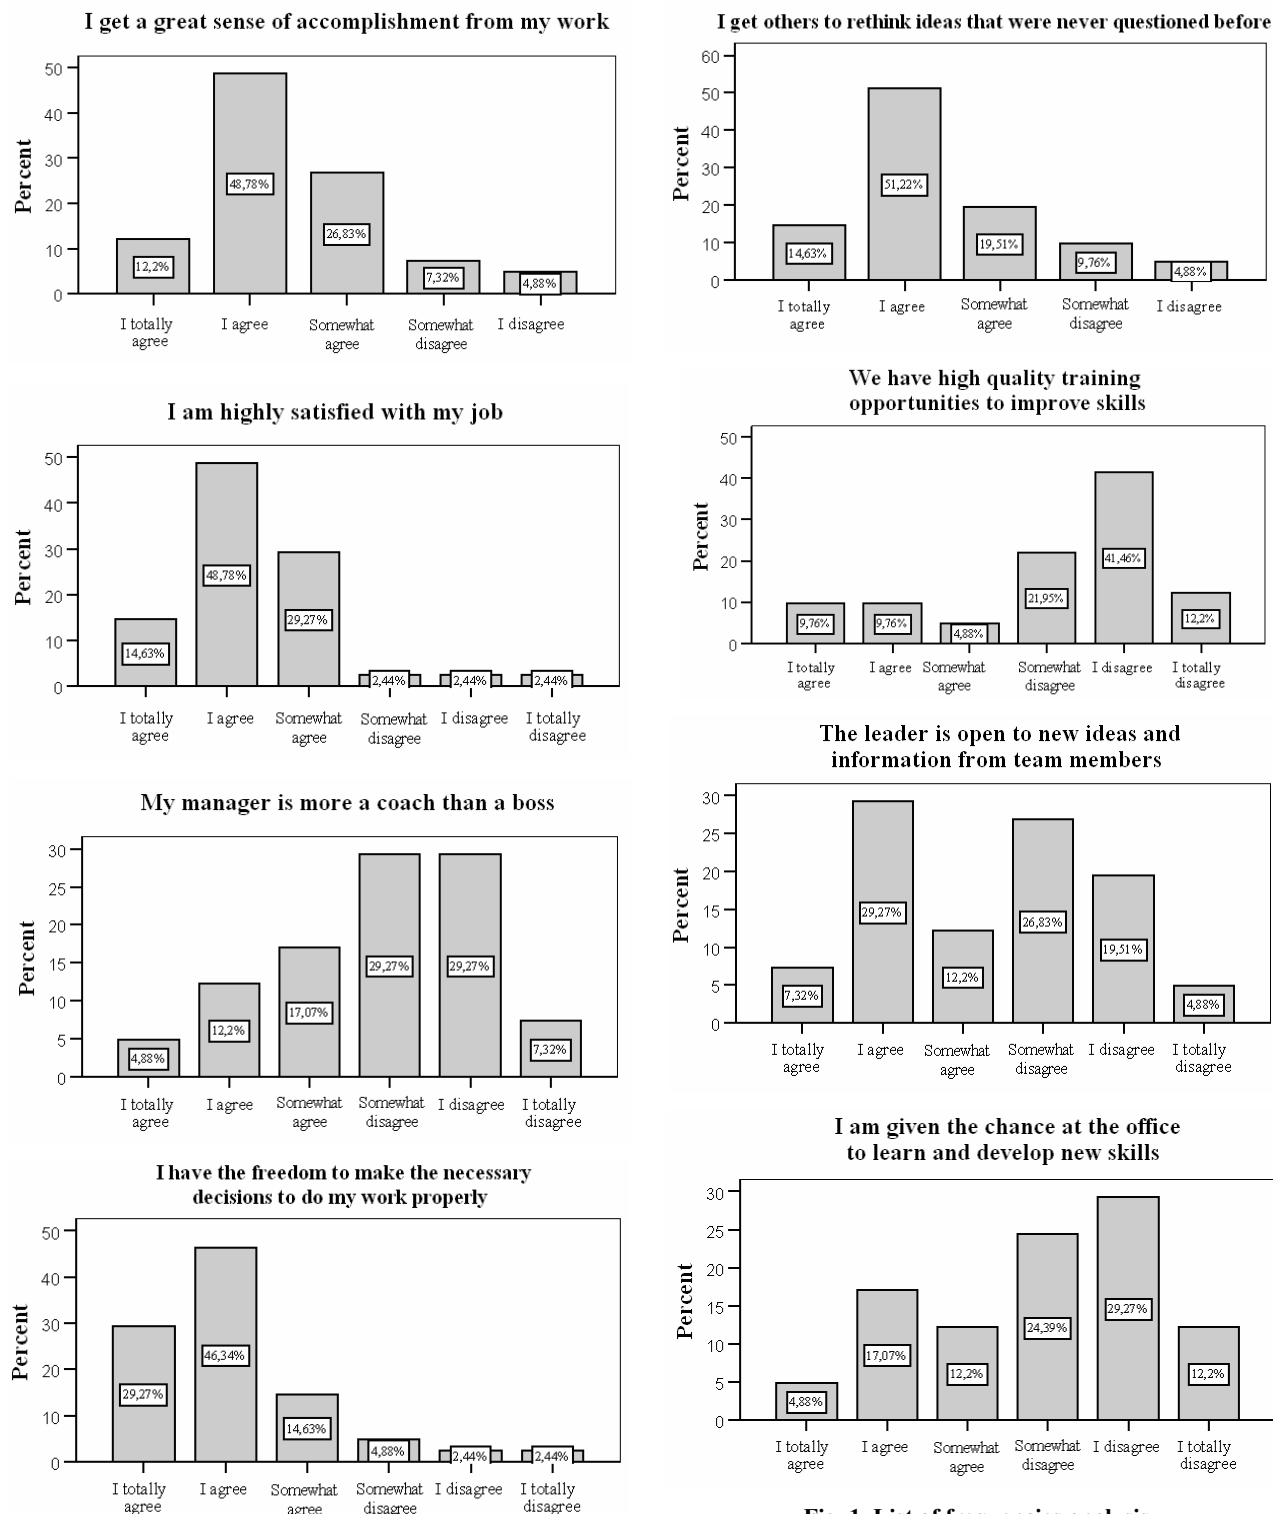 I get a great sense of accomplishment from my work
Percent
50
40
30
20
10
0
12,2%
48,78%
26,83%
7,32%
4,88%
I totally
agree
I agree
Somewhat
agree
Somewhat
disagree
I disagree
I am highly satisfied with my job
Percent
50
40
30
20
10
0
14,63%
48,78%
29,27%
2,44%
2,44%
2,44%
I totally
agree
I agree
Somewhat
agree
Somewhat
disagree
I disagree
I totally
disagree
My manager is more a coach than a boss
Percent
30
25
20
15
10
5
0
4,88%
12,2%
17,07%
29,27%
29,27%
7,32%
I totally
agree
I agree
Somewhat
agree
Somewhat
disagree
I disagree
I totally
disagree
I have the freedom to make the necessary
decisions to do my work properly
Percent
50
40
30
20
10
0
29,27%
46,34%
14,63%
4,88%
2,44%
2,44%
I totally
agree
I agree
Somewhat
agree
Somewhat
disagree
I disagree
I totally
disagree
I get others to rethink ideas that were never questioned before
Percent
60
50
40
30
20
10
0
14,63%
51,22%
19,51%
9,76%
4,88%
I totally
agree
I agree
Somewhat
agree
Somewhat
disagree
I disagree
We have high quality training
opportunities to improve skills
Percent
50
40
30
20
10
0
9,76%
9,76%
4,88%
21,95%
41,46%
12,2%
I totally
agree
I agree
Somewhat
agree
Somewhat
disagree
I disagree
I totally
disagree
The leader is open to new ideas and
information from team members
Percent
30
25
20
15
10
5
0
7,32%
29,27%
12,2%
26,83%
19,51%
4,88%
I totally
agree
I agree
Somewhat
agree
Somewhat
disagree
I disagree
I totally
disagree
I am given the chance at the office
to learn and develop new skills
Percent
30
25
20
15
10
5
0
4,88%
17,07%
12,2%
24,39%
29,27%
12,2%
I totally
agree
I agree
Somewhat
agree
Somewhat
disagree
I disagree
I totally
disagree